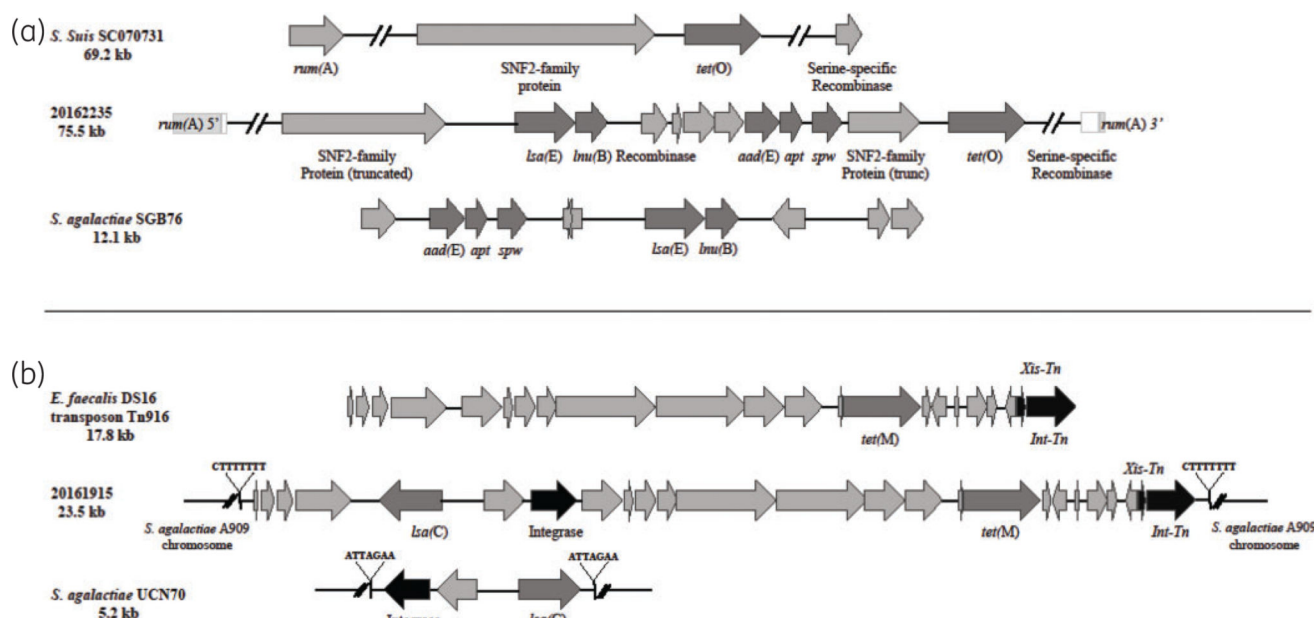 (a)
S. Suis SC070731
69.2 kb
rum(A)
SNF2-family
protein
tet(O)
Serine-specific
Recombinase
20162235
75.5 kb
rum(A) 5’
SNF2-family
Protein (truncated)
lsa(E)
lnu(B)
Recombinase
aad(E)
apt
spw
SNF2-family
Protein (trunc)
tet(O)
Serine-specific
Recombinase
rum(A) 3’
S. agalactiae SGB76
12.1 kb
aad(E)
apt
spw
lsa(E)
lnu(B)
(b)
E. faecalis DS16
transposon Tn916
17.8 kb
Xis-Tn
tet(M)
Int-Tn
20161915
23.5 kb
CTTTTTTT
S. agalactiae A909
chromosome
lsa(C)
Integrase
tet(M)
Xis-Tn
Int-Tn
CTTTTTTT
S. agalactiae A909
chromosome
S. agalactiae UCN70
5.2 kb
ATTAGAA
ATTAGAA